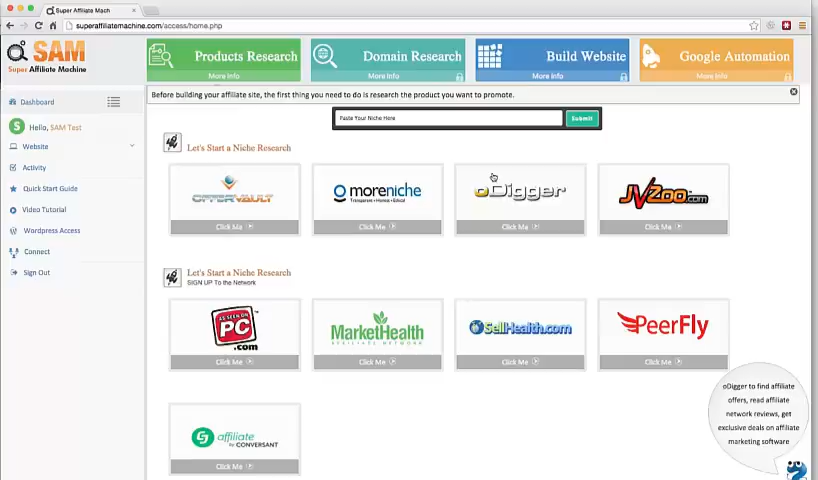 Super Affiliate Mach
superaffiliatemachine.com/access/home.php
SAM
Super Affiliate Machine
Products Research
More Info
Domain Research
More Info
Build Website
More Info
Google Automation
More Info
Dashboard
Hello, SAM Test
Website
Activity
Quick Start Guide
Video Tutorial
Wordpress Access
Connect
Sign Out
Before building your affiliate site, the first thing you need to do is research the product you want to promote.
Paste Your Niche Here
Submit
Let's Start a Niche Research
OFFERVAULT
moreniche
Transparent • Honest • Ethical
oDigger
JVZoo.com
Click Me
Click Me
Click Me
Click Me
Let's Start a Niche Research
SIGN UP To the Network
AS SEEN ON
PC
.com
MarketHealth
AFFILIATE NETWORK
SellHealth.com
PeerFly
Click Me
Click Me
Click Me
Click Me
affiliate
by CONVERSANT
Click Me
oDigger to find affiliate
offers, read affiliate
network reviews, get
exclusive deals on affiliate
marketing software